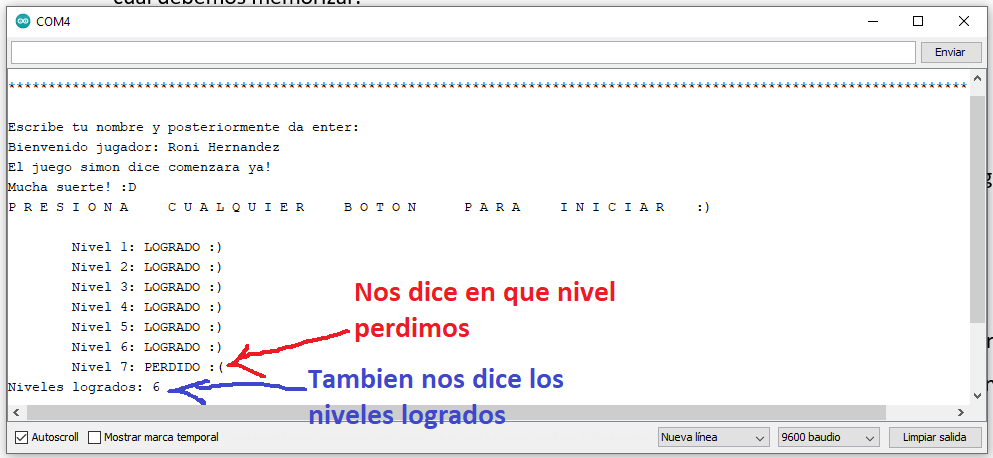 cual debemos memorizar.
COM4
Enviar
************************************************************************************************************************
Escribe tu nombre y posteriormente da enter:
Bienvenido jugador: Roni Hernandez
El juego simon dice comenzara ya!
Mucha suerte! :D
P R E S I O N A C U A L Q U I E R B O T O N P A R A I N I C I A R :)
Nivel 1: LOGRADO :)
Nivel 2: LOGRADO :)
Nivel 3: LOGRADO :)
Nivel 4: LOGRADO :)
Nivel 5: LOGRADO :)
Nivel 6: LOGRADO :)
Nivel 7: PERDIDO :(
Niveles logrados: 6
Nos dice en que nivel
perdimos
Tambien nos dice los
niveles logrados
Autoscroll
Mostrar marca temporal
Nueva línea
9600 baudio
Limpiar salida